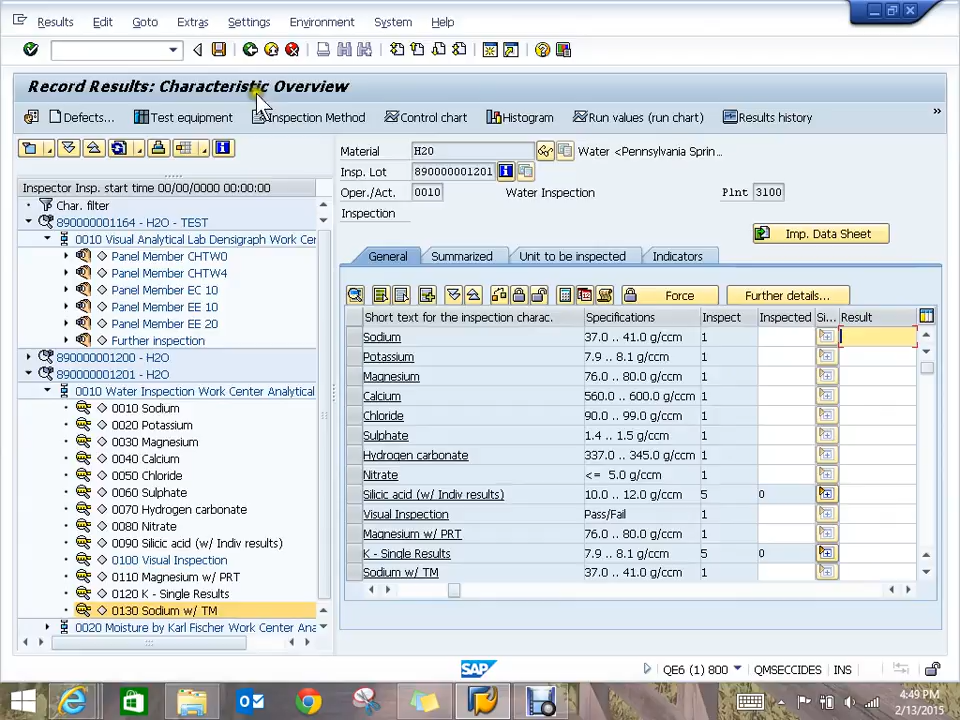 Results Edit Goto Extras Settings Environment System Help
Record Results: Characteristic Overview
Defects... Test equipment Inspection Method Control chart Histogram Run values (run chart) Results history »
Material H2O Water <Pennsylvania Sprin...
Insp. Lot 890000001201
Oper./Act. 0010 Water Inspection Plnt 3100
Inspection
Imp. Data Sheet
Inspector Insp. start time 00/00/0000 00:00:00
Char. filter
890000001164 - H2O - TEST
0010 Visual Analytical Lab Densigraph Work Cer
Panel Member CHTW0
Panel Member CHTW4
Panel Member EC 10
Panel Member EE 10
Panel Member EE 20
Further inspection
890000001200 - H2O
890000001201 - H2O
0010 Water Inspection Work Center Analytical
0010 Sodium
0020 Potassium
0030 Magnesium
0040 Calcium
0050 Chloride
0060 Sulphate
0070 Hydrogen carbonate
0080 Nitrate
0090 Silicic acid (w/ Indiv results)
0100 Visual Inspection
0110 Magnesium w/ PRT
0120 K - Single Results
0130 Sodium w/ TM
0020 Moisture by Karl Fischer Work Center Ana
General Summarized Unit to be inspected Indicators
Force Further details...
Short text for the inspection charac. Specifications Inspect Inspected Si... Result
Sodium 37.0 .. 41.0 g/ccm 1
Potassium 7.9 .. 8.1 g/ccm 1
Magnesium 76.0 .. 80.0 g/ccm 1
Calcium 560.0 .. 600.0 g/ccm 1
Chloride 90.0 .. 99.0 g/ccm 1
Sulphate 1.4 .. 1.5 g/ccm 1
Hydrogen carbonate 337.0 .. 345.0 g/ccm 1
Nitrate <= 5.0 g/ccm 1
Silicic acid (w/ Indiv results) 10.0 .. 12.0 g/ccm 5 0
Visual Inspection Pass/Fail 1
Magnesium w/ PRT 76.0 .. 80.0 g/ccm 1
K - Single Results 7.9 .. 8.1 g/ccm 5 0
Sodium w/ TM 37.0 .. 41.0 g/ccm 1
SAP QE6 (1) 800 QMSECCIDES INS
4:49 PM
2/13/2015